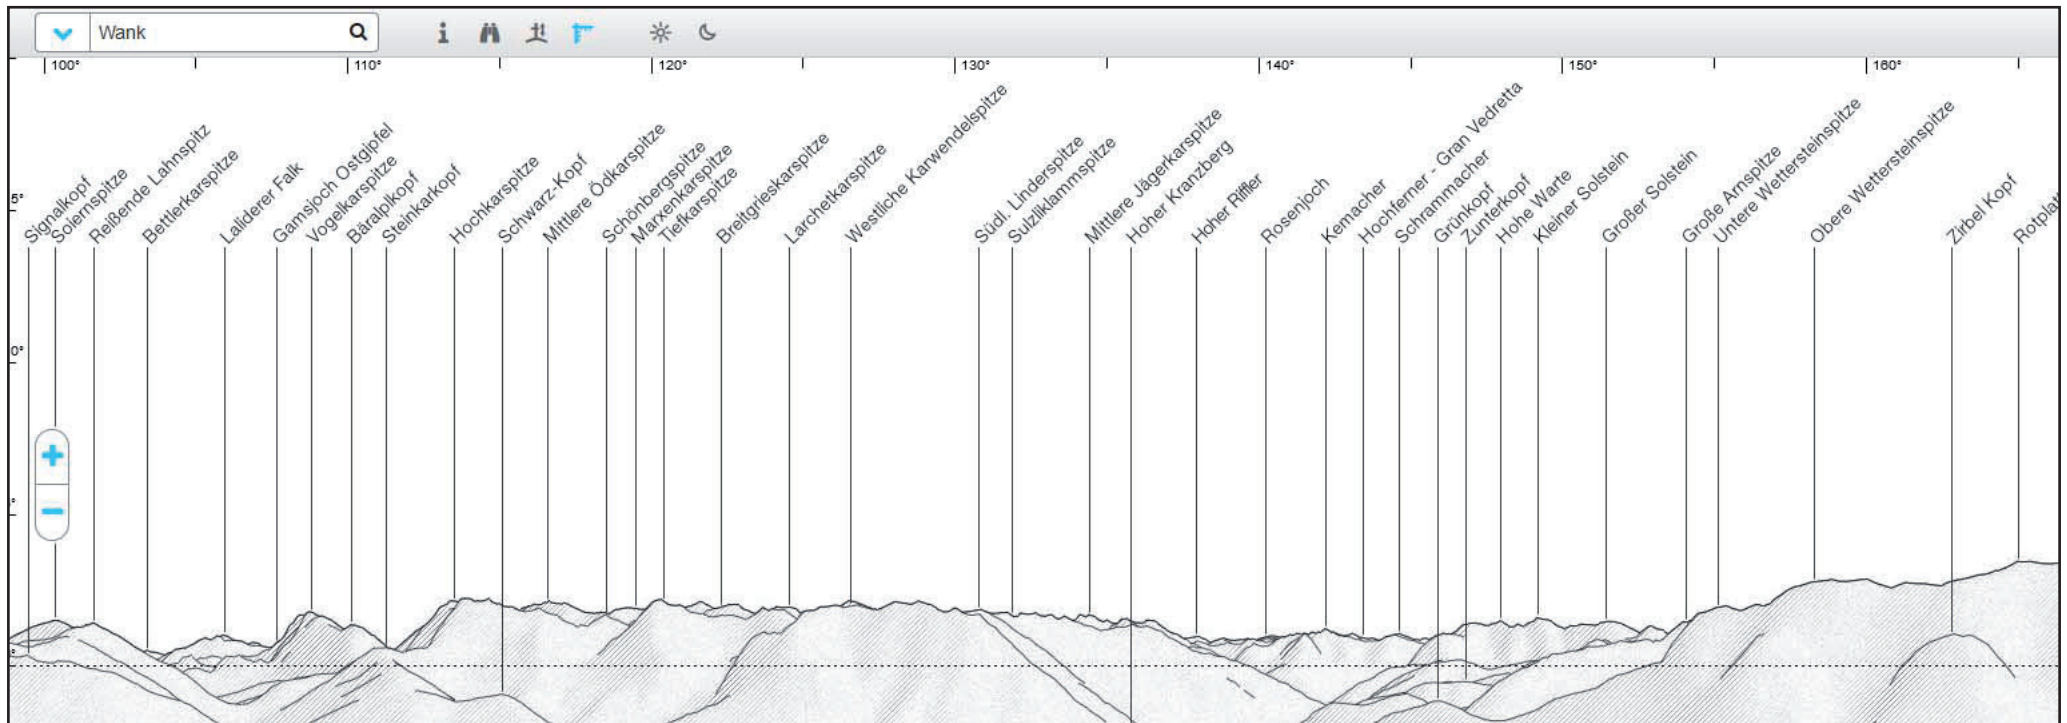 Wank
100° 110° 120° 130° 140° 150° 160°
5°
0°
Signalkopf
Soiernspitze
Reißende Lahnspitz
Bettlerkarspitze
Laliderer Falk
Gamsjoch Ostgipfel
Vogelkarspitze
Bäralplkopf
Steinkarkopf
Hochkarspitze
Schwarz-Kopf
Mittlere Ödkarspitze
Schönbergspitze
Marxenkarspitze
Tiefkarspitze
Breitgrieskarspitze
Larchetkarspitze
Westliche Karwendelspitze
Südl. Linderspitze
Sulzliklammspitze
Mittlere Jägerkarspitze
Hoher Kranzberg
Hoher Riffler
Rosenjoch
Kemacher
Hochferner - Gran Vedretta
Schrammacher
Grünkopf
Zunterkopf
Hohe Warte
Kleiner Solstein
Großer Solstein
Große Arnspitze
Untere Wettersteinspitze
Obere Wettersteinspitze
Zirbel Kopf
Rotplatt